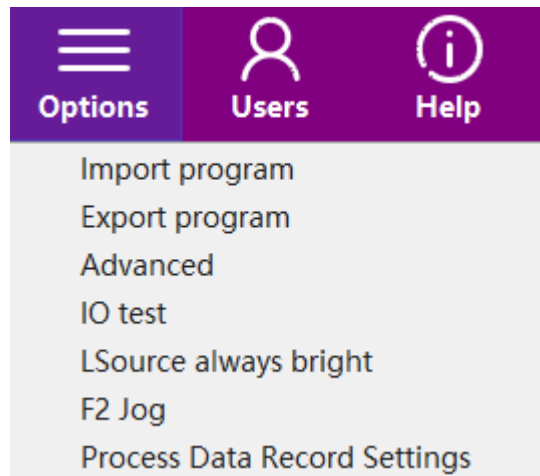 Options Users Help
Import program
Export program
Advanced
IO test
LSource always bright
F2 Jog
Process Data Record Settings